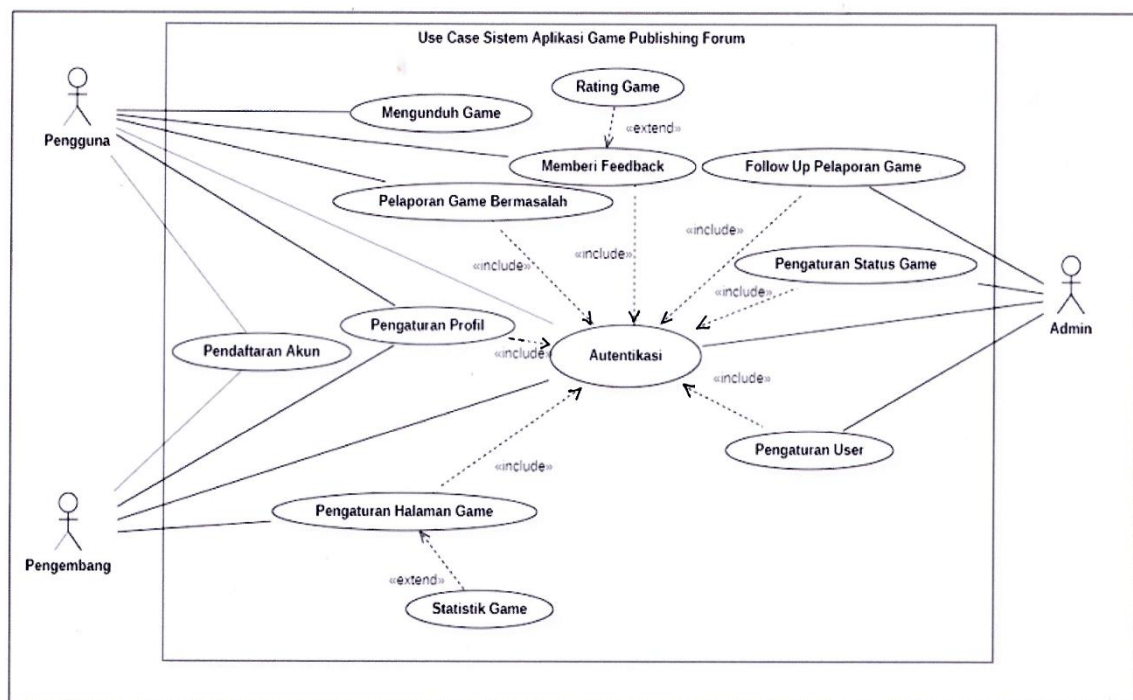 Use Case Sistem Aplikasi Game Publishing Forum
Rating Game
Mengunduh Game
«extend»
Pengguna
Memberi Feedback
Follow Up Pelaporan Game
Pelaporan Game Bermasalah
«include»
«include»
«include»
Pengaturan Status Game
«include»
Pengaturan Profil
Admin
Pendaftaran Akun
«include»
Autentikasi
«include»
Pengaturan User
«include»
Pengaturan Halaman Game
Pengembang
«extend»
Statistik Game